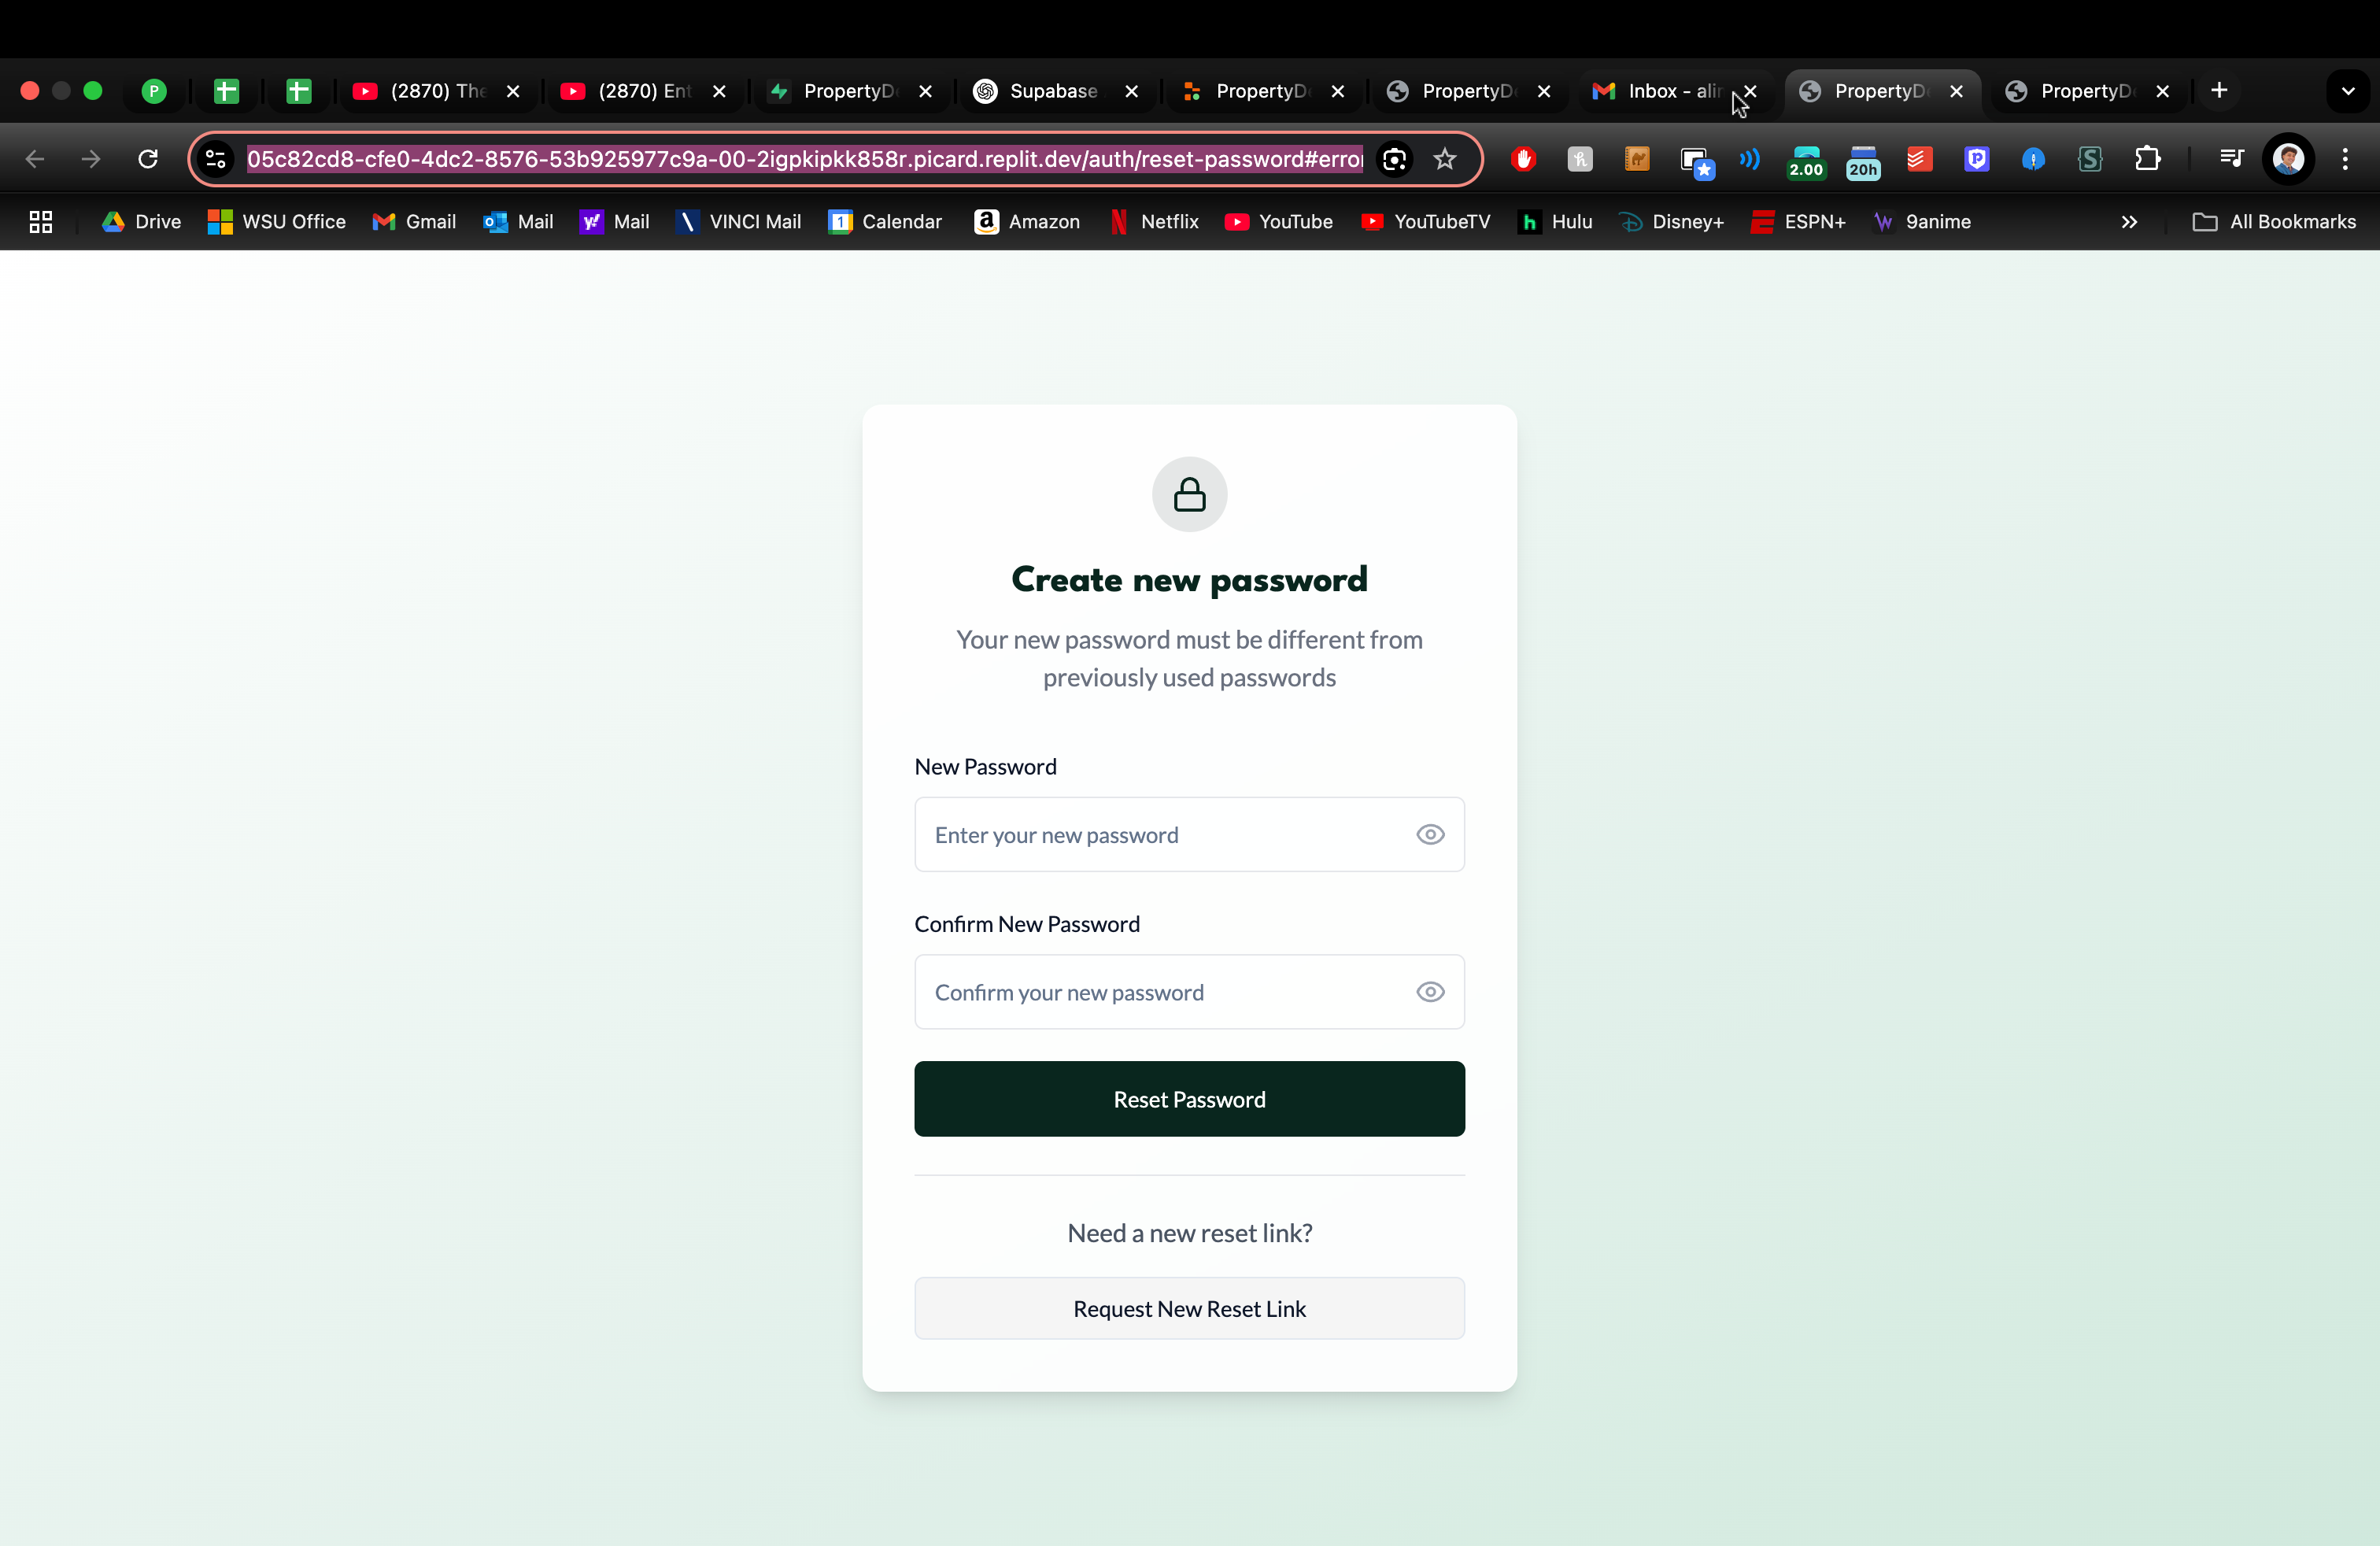 P
(2870) The
(2870) Ent
PropertyD
Supabase
PropertyD
PropertyD
Inbox - alir
PropertyD
PropertyD
05c82cd8-cfe0-4dc2-8576-53b925977c9a-00-2igpkipkk858r.picard.replit.dev/auth/reset-password#error
2.00
20h
Drive
WSU Office
Gmail
Mail
Mail
VINCI Mail
Calendar
Amazon
Netflix
YouTube
YouTubeTV
Hulu
Disney+
ESPN+
9anime
All Bookmarks
Create new password
Your new password must be different from
previously used passwords
New Password
Enter your new password
Confirm New Password
Confirm your new password
Reset Password
Need a new reset link?
Request New Reset Link